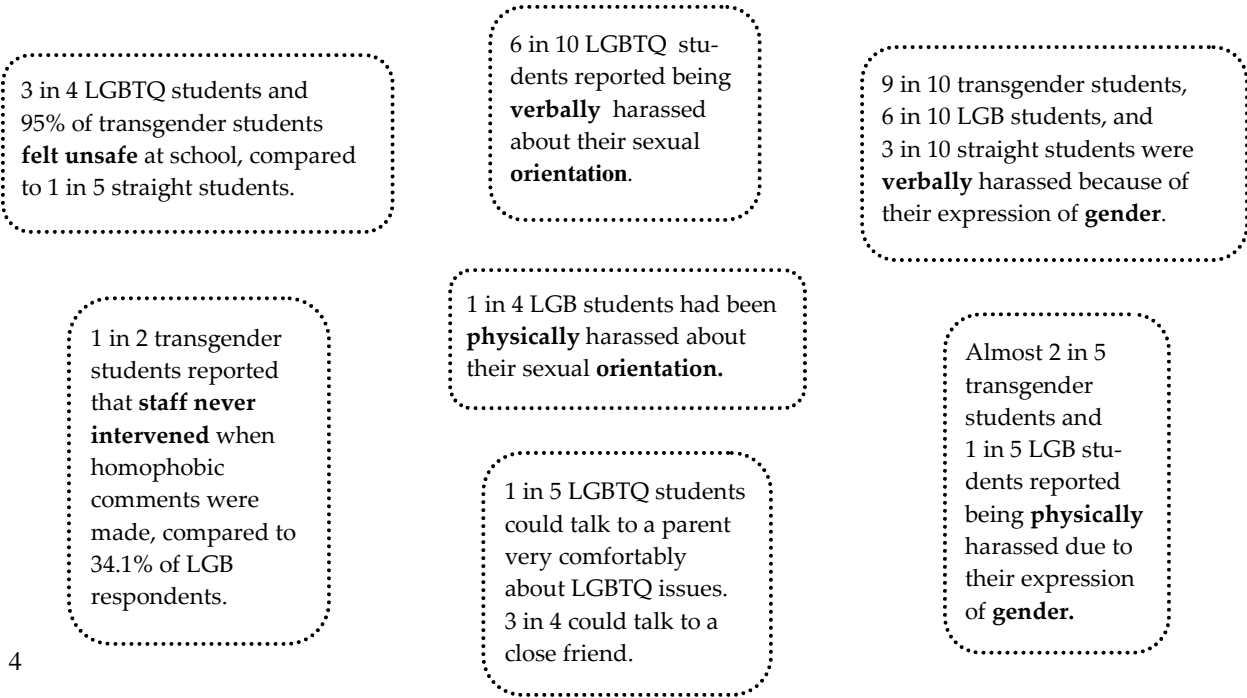 3 in 4 LGBTQ students and
95% of transgender students
felt unsafe at school, compared
to 1 in 5 straight students.
6 in 10 LGBTQ  stu-
dents reported being
verbally  harassed
about their sexual
orientation.
9 in 10 transgender students,
6 in 10 LGB students, and
3 in 10 straight students were
verbally harassed because of
their expression of gender.
1 in 2 transgender
students reported
that staff never
intervened when
homophobic
comments were
made, compared to
34.1% of LGB
respondents.
1 in 4 LGB students had been
physically harassed about
their sexual orientation.
1 in 5 LGBTQ students
could talk to a parent
very comfortably
about LGBTQ issues.
3 in 4 could talk to a
close friend.
Almost 2 in 5
transgender
students and
1 in 5 LGB stu-
dents reported
being physically
harassed due to
their expression
of gender.
4